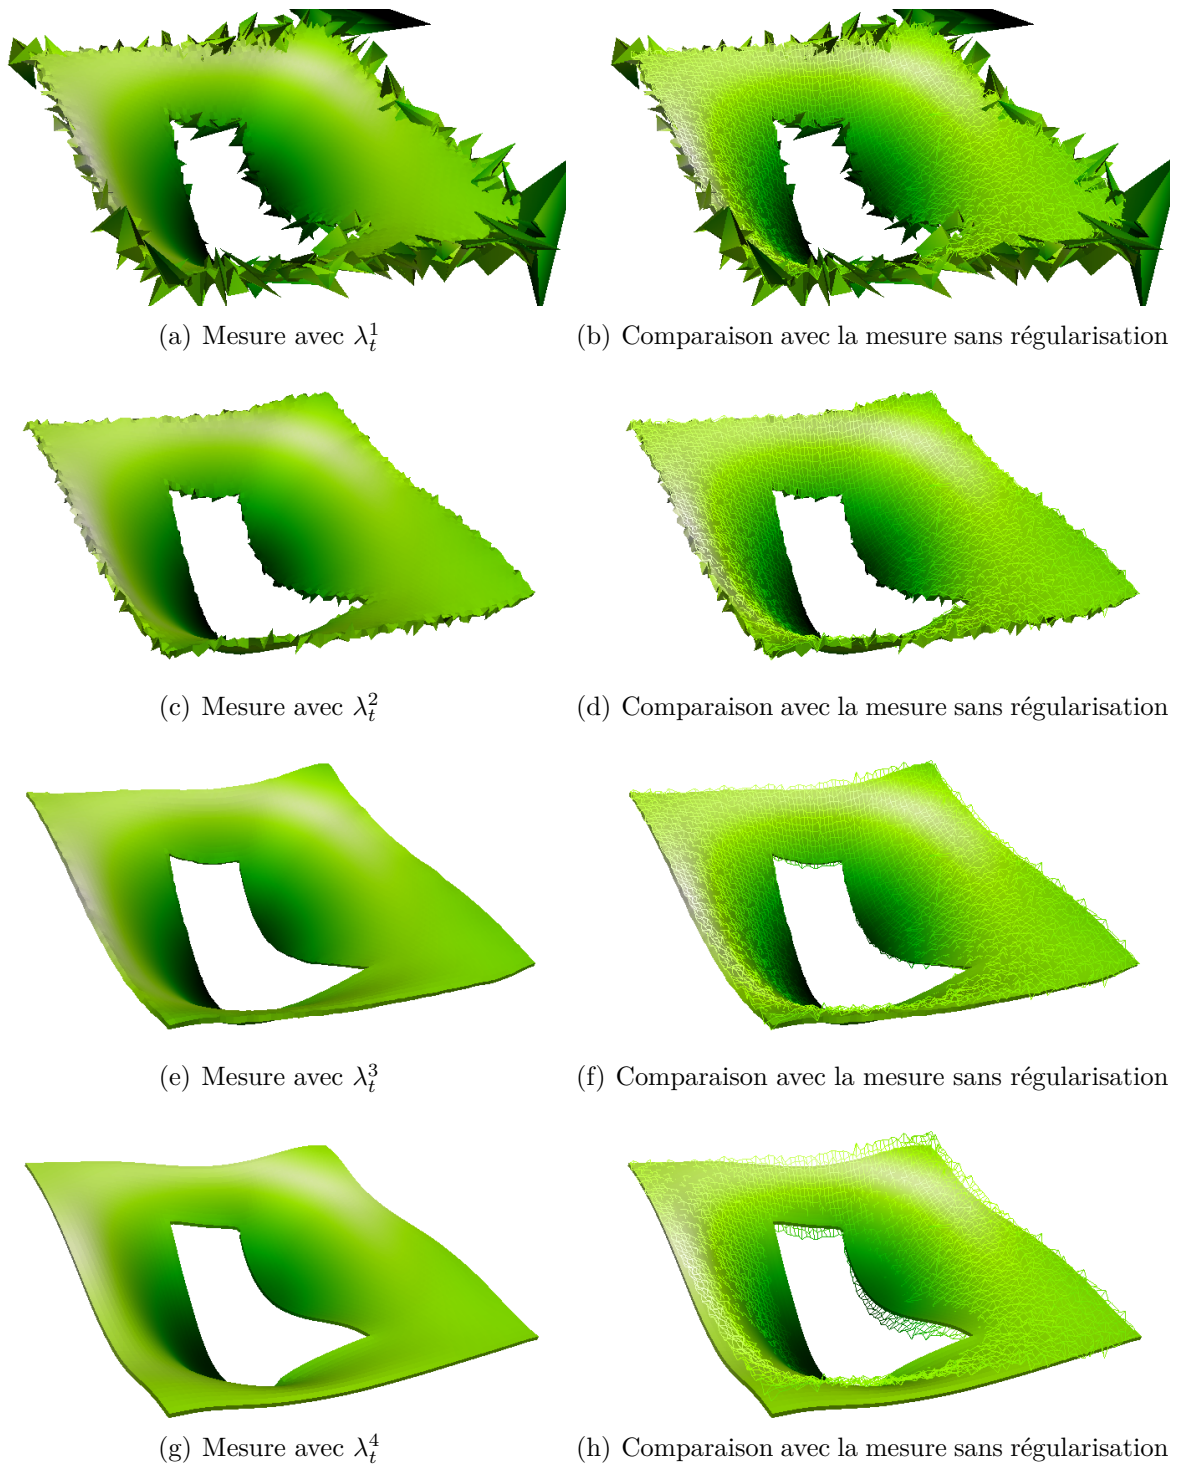 (a) Mesure avec λ_t^1
(b) Comparaison avec la mesure sans régularisation
(c) Mesure avec λ_t^2
(d) Comparaison avec la mesure sans régularisation
(e) Mesure avec λ_t^3
(f) Comparaison avec la mesure sans régularisation
(g) Mesure avec λ_t^4
(h) Comparaison avec la mesure sans régularisation